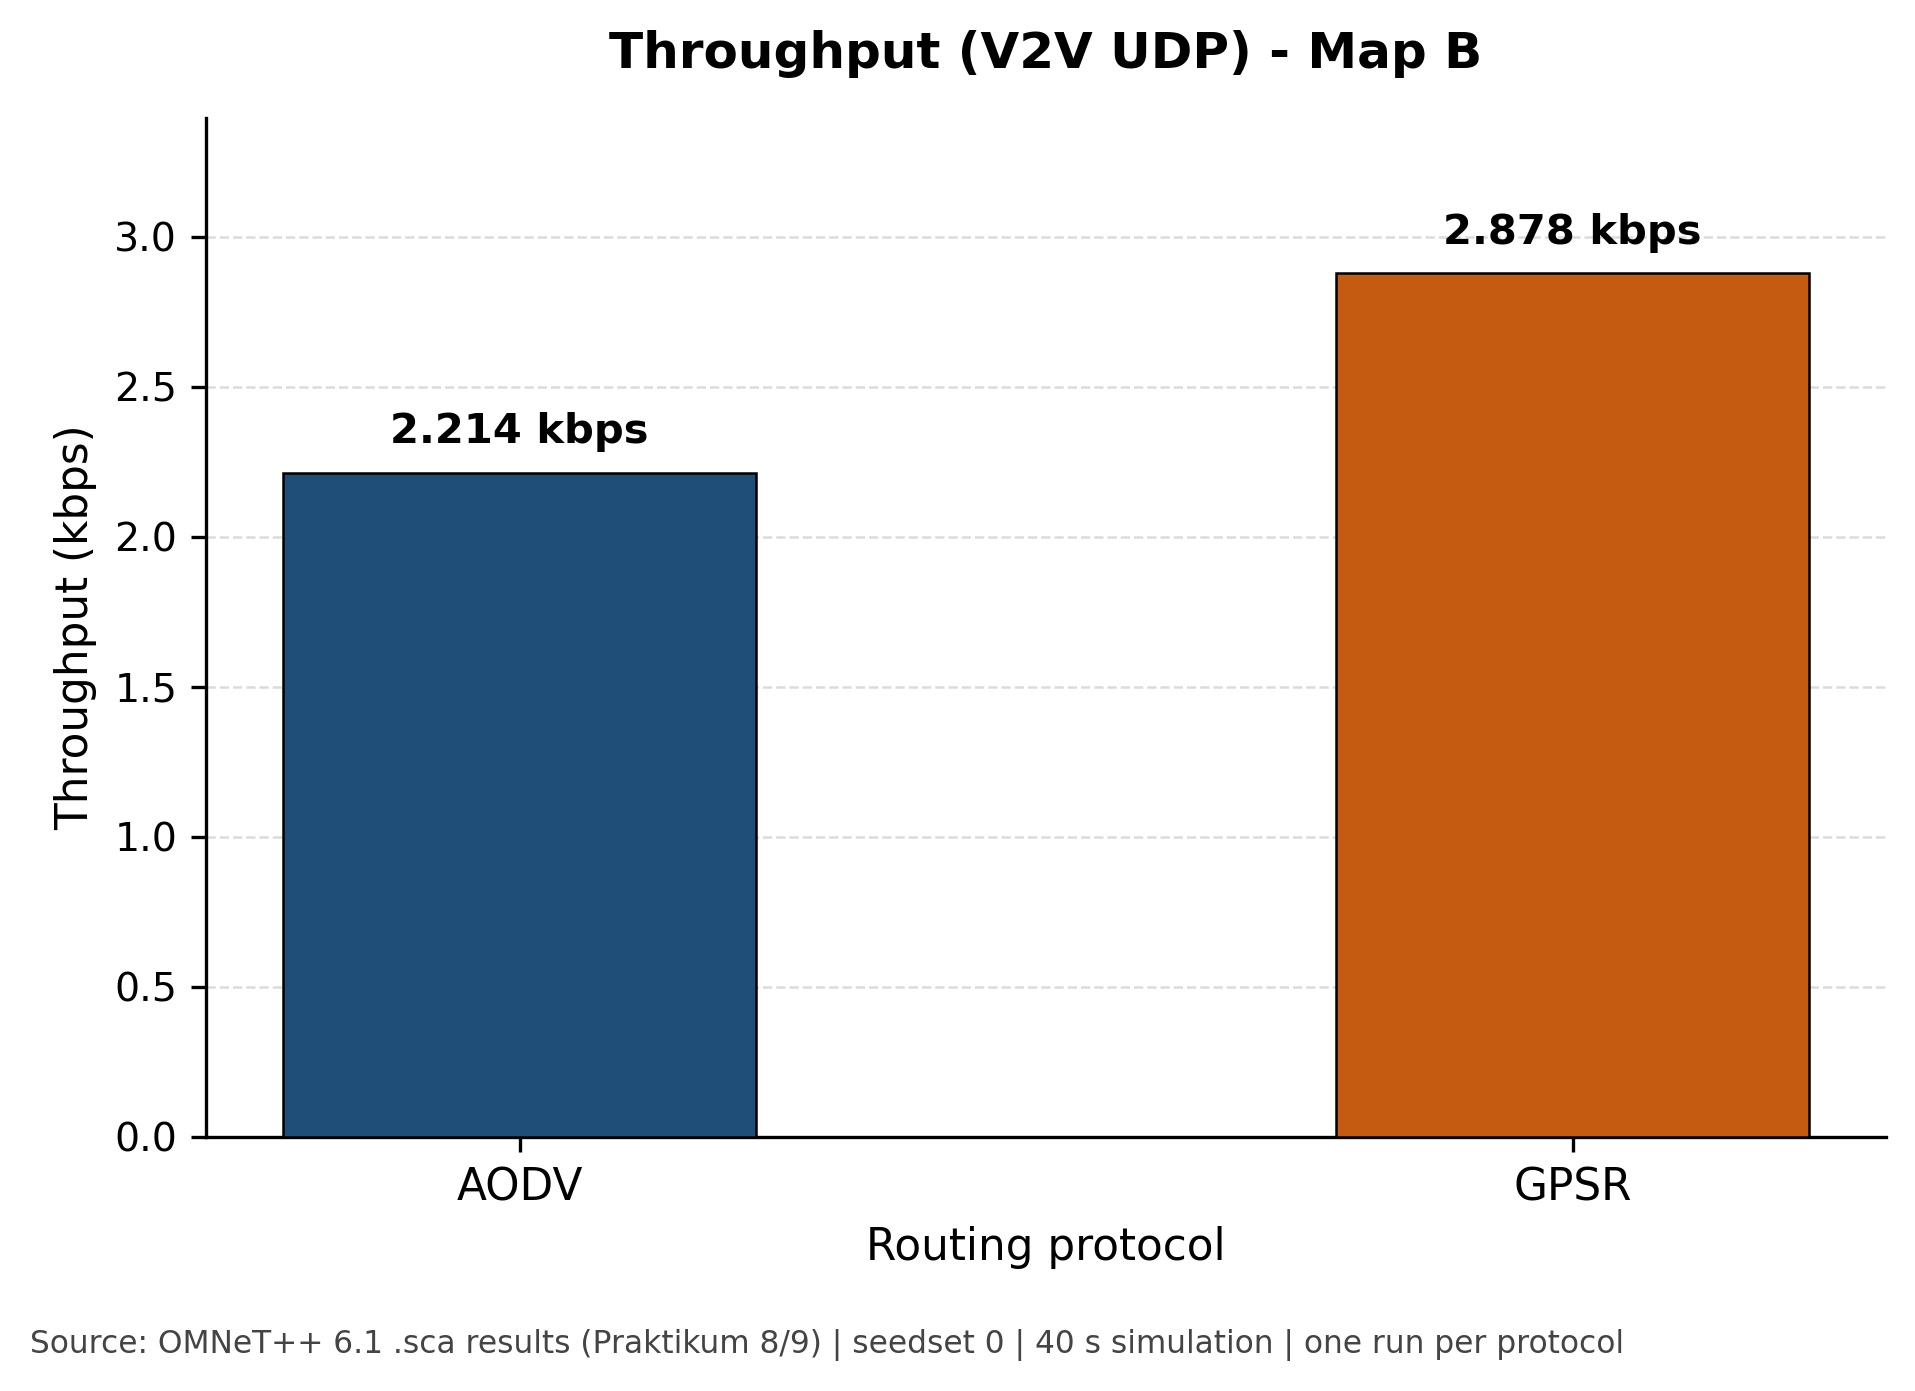 Throughput (V2V UDP) - Map B
Throughput (kbps)
3.0
2.5
2.0
1.5
1.0
0.5
0.0
2.214 kbps
2.878 kbps
AODV
GPSR
Routing protocol
Source: OMNeT++ 6.1 .sca results (Praktikum 8/9) | seedset 0 | 40 s simulation | one run per protocol